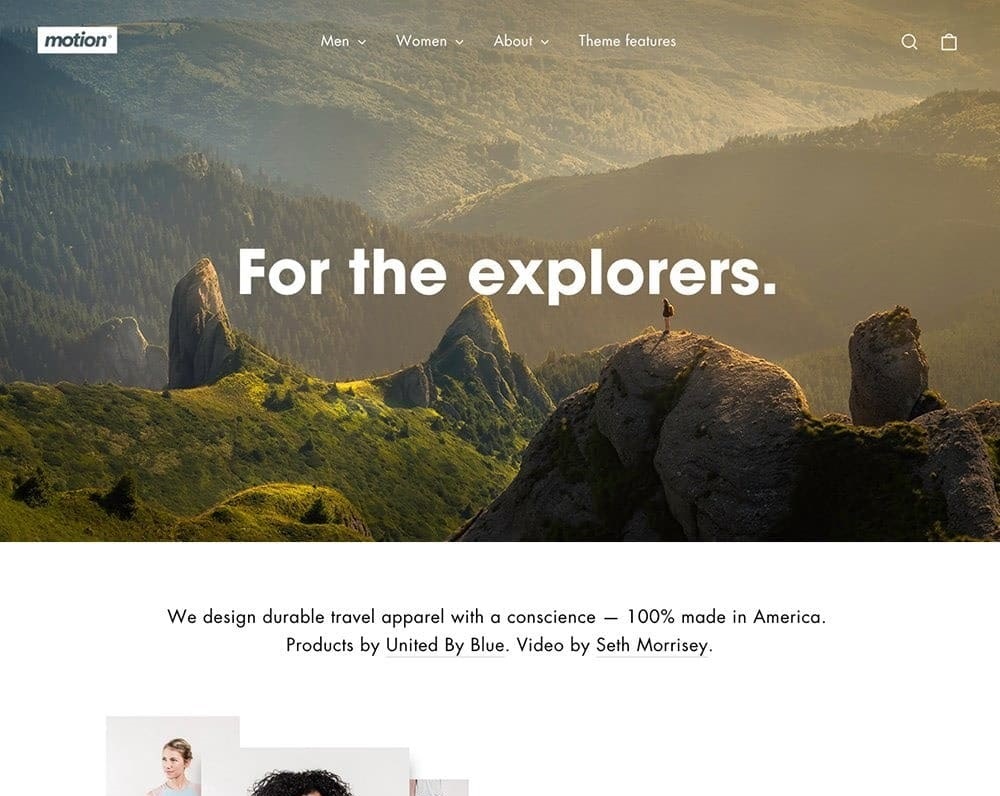 motion
Men
Women
About
Theme features
For the explorers.
We design durable travel apparel with a conscience — 100% made in America.
Products by United By Blue. Video by Seth Morrisey.